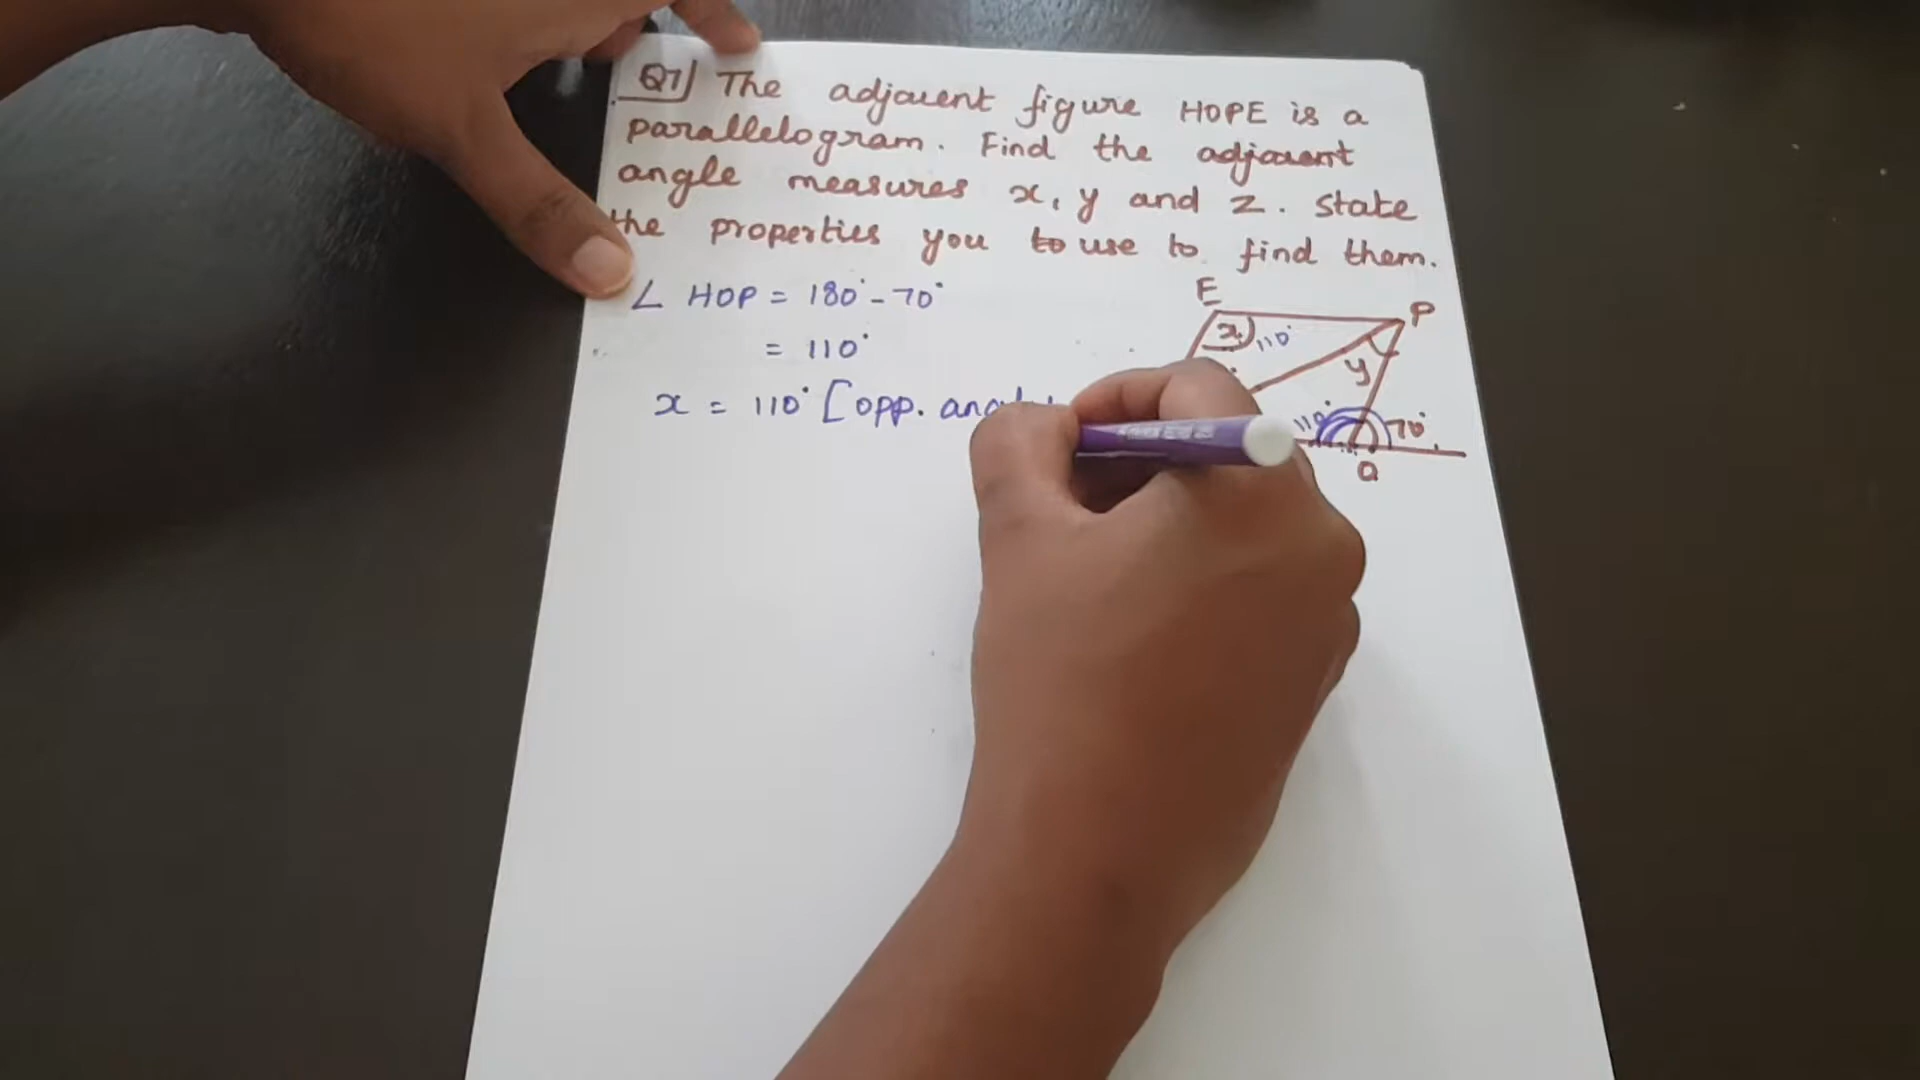 Q7) The adjacent figure HOPE is a
parallelogram. Find the adjacent
angle measures x, y and z. State
the properties you to use to find them.
∠ HOP = 180° - 70°
= 110°
x = 110° [opp.
E
P
x
110°
y
110°
70°
O